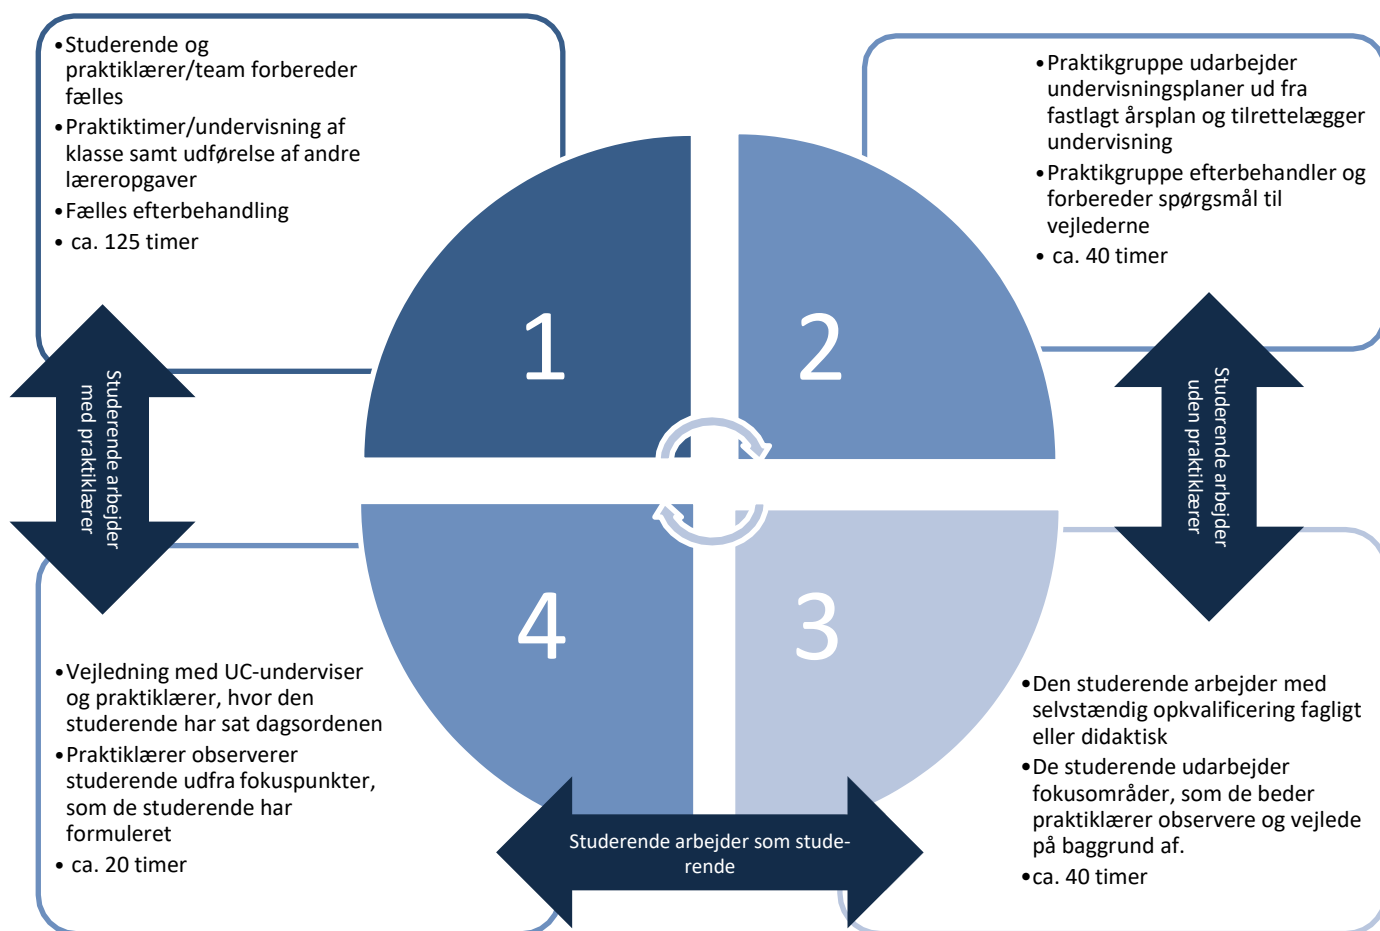 •Studerende og
praktiklærer/team forbereder
fælles
•Praktiktimer/undervisning af
klasse samt udførelse af andre
læreropgaver
•Fælles efterbehandling
• ca. 125 timer
•Praktikgruppe udarbejder
undervisningsplaner ud fra
fastlagt årsplan og tilrettelægger
undervisning
•Praktikgruppe efterbehandler og
forbereder spørgsmål til
vejlederne
• ca. 40 timer
1
2
Studerende arbejder
med praktiklærer
Studerende arbejder
uden praktiklærer
4
3
•Vejledning med UC-underviser
og praktiklærer, hvor den
studerende har sat dagsordenen
•Praktiklærer observerer
studerende udfra fokuspunkter,
som de studerende har
formuleret
• ca. 20 timer
•Den studerende arbejder med
selvstændig opkvalificering fagligt
eller didaktisk
•De studerende udarbejder
fokusområder, som de beder
praktiklærer observere og vejlede
på baggrund af.
•ca. 40 timer
Studerende arbejder som stude-
rende